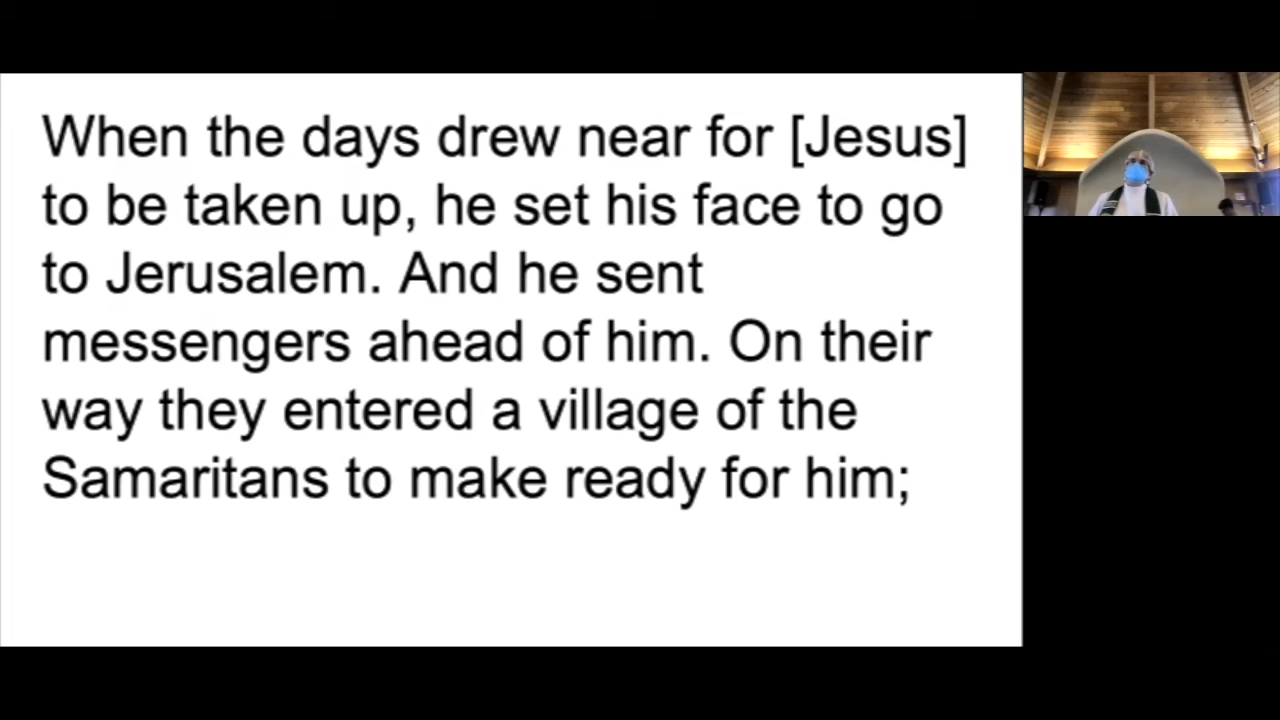 When the days drew near for [Jesus]
to be taken up, he set his face to go
to Jerusalem. And he sent
messengers ahead of him. On their
way they entered a village of the
Samaritans to make ready for him;